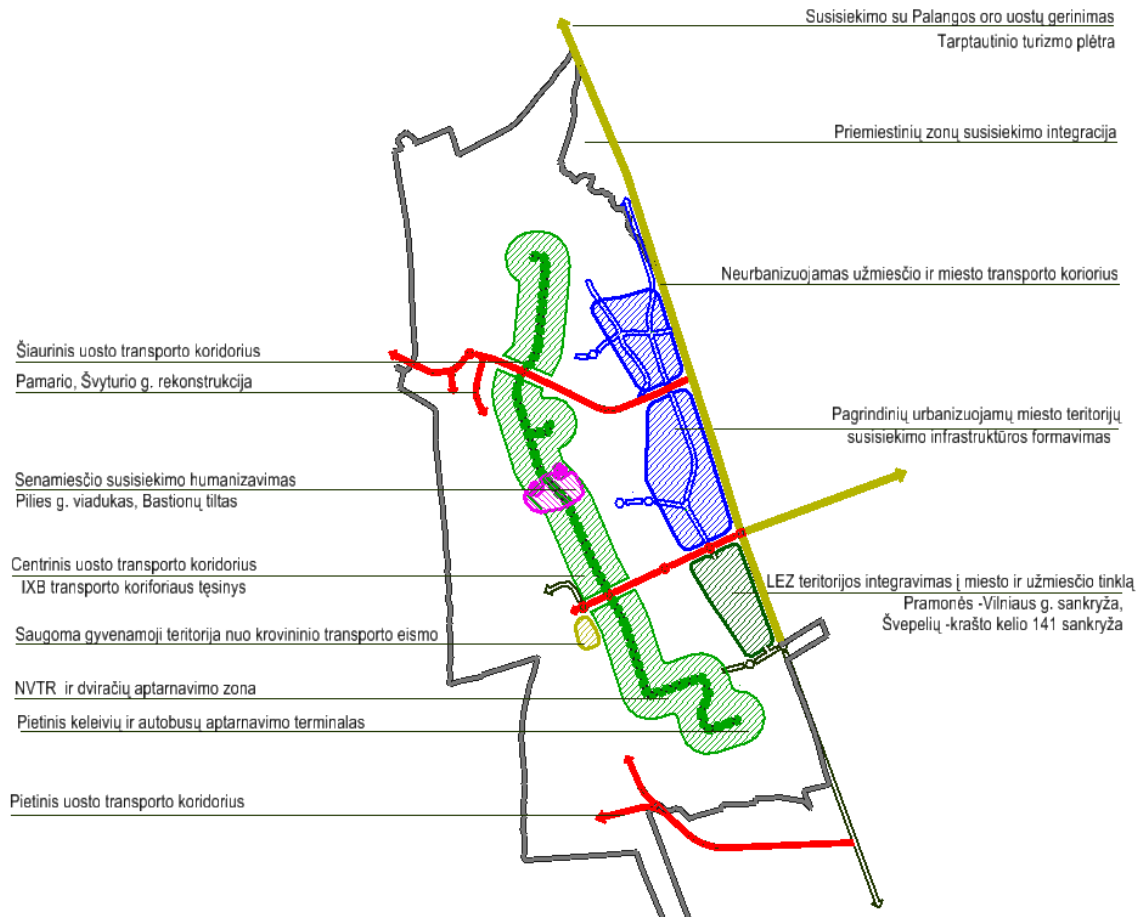 Susisiekimo su Palangos oro uostų gerinimas
Tarptautinio turizmo plėtra
Priemiestinių zonų susisiekimo integracija
Neurbanizuojamas užmiesčio ir miesto transporto koriorius
Šiaurinis uosto transporto koridorius
Pamario, Švyturio g. rekonstrukcija
Pagrindinių urbanizuojamų miesto teritorijų
susisiekimo infrastruktūros formavimas
Senamiesčio susisiekimo humanizavimas
Pilies g. viadukas, Bastionų tiltas
Centrinis uosto transporto koridorius
IXB transporto koriforiaus tęsinys
LEZ teritorijos integravimas į miesto ir užmiesčio tinklą
Pramonės -Vilniaus g. sankryža,
Švepelių -krašto kelio 141 sankryža
Saugoma gyvenamoji teritorija nuo krovininio transporto eismo
NVTR ir dviračių aptarnavimo zona
Pietinis keleivių ir autobusų aptarnavimo terminalas
Pietinis uosto transporto koridorius